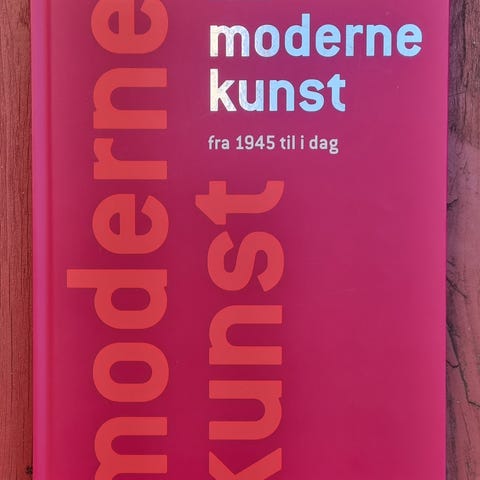 moderne
kunst
fra 1945 til i dag
moderne
kunst